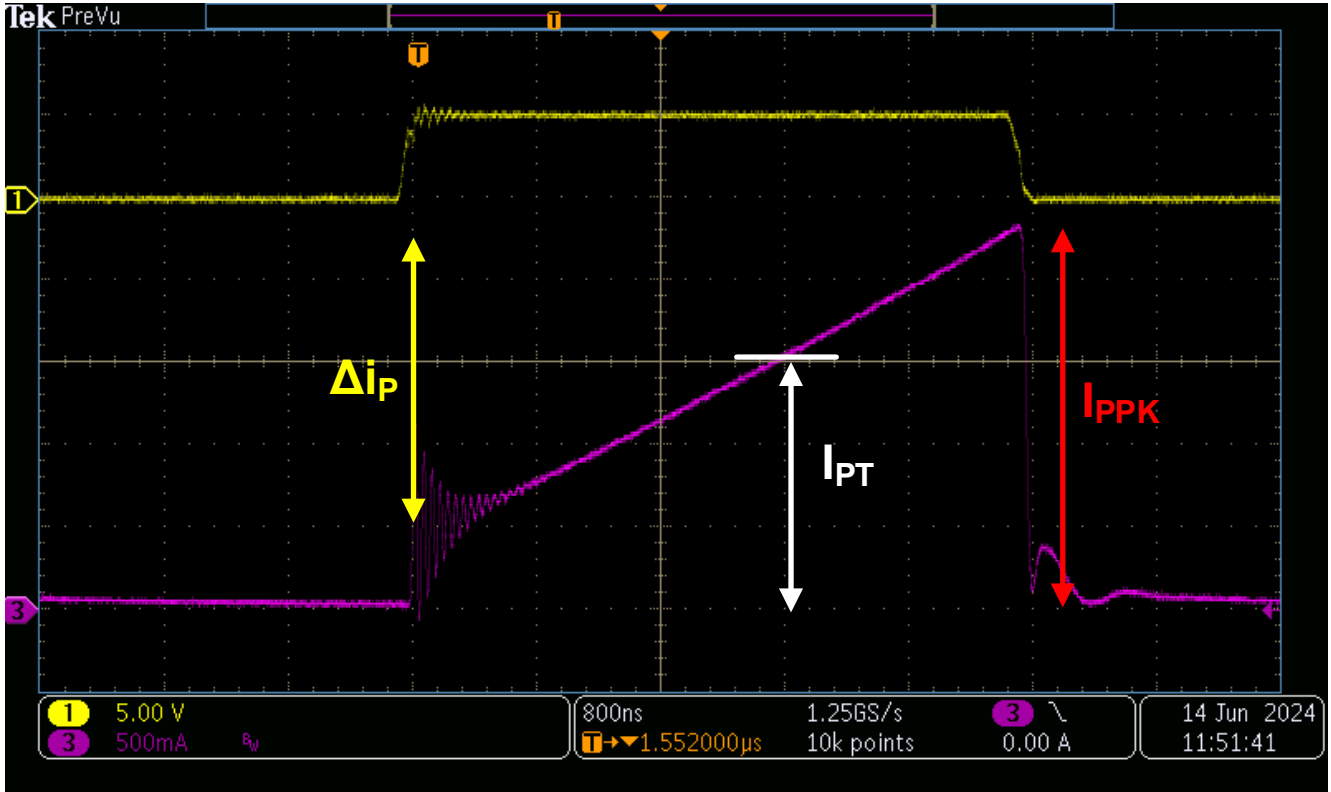 Tek PreVu
T
T
1
Δip
IPPK
IPT
3
1 5.00 V 800ns 1.25GS/s 3 \ 14 Jun 2024
3 500mA BW T→▼1.552000μs 10k points 0.00 A 11:51:41